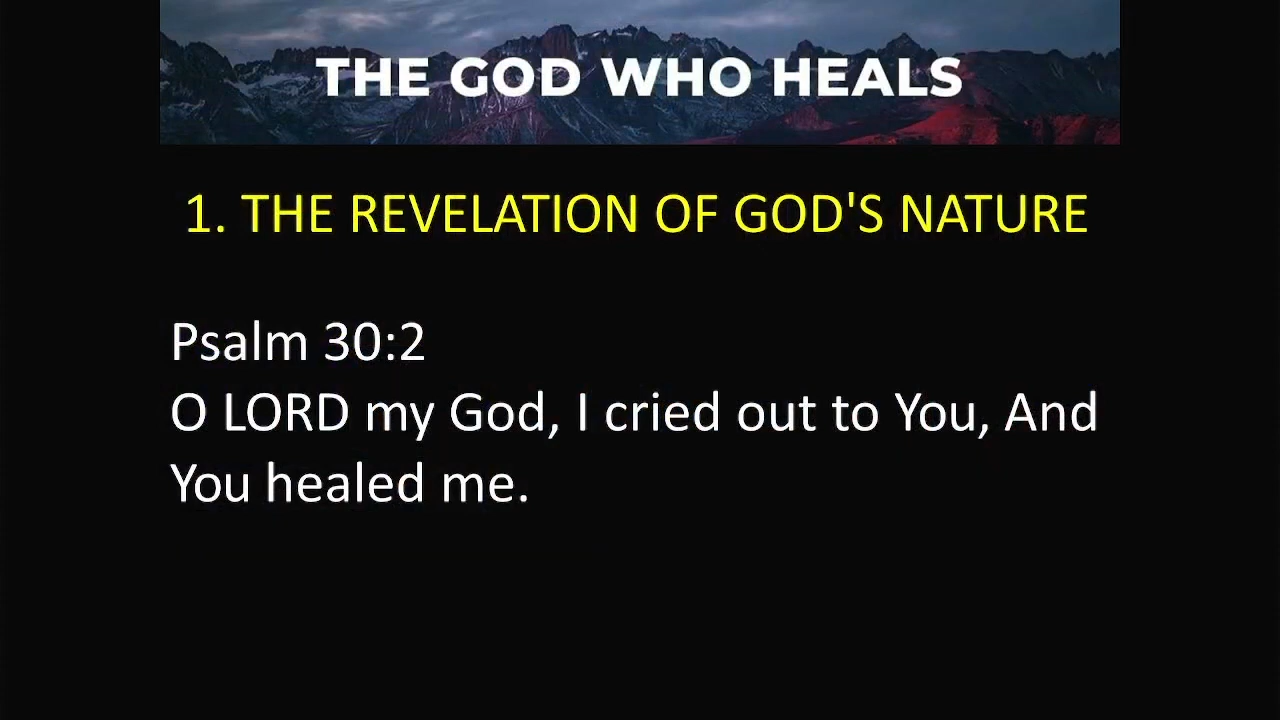 THE GOD WHO HEALS
1. THE REVELATION OF GOD'S NATURE
Psalm 30:2
O LORD my God, I cried out to You, And
You healed me.